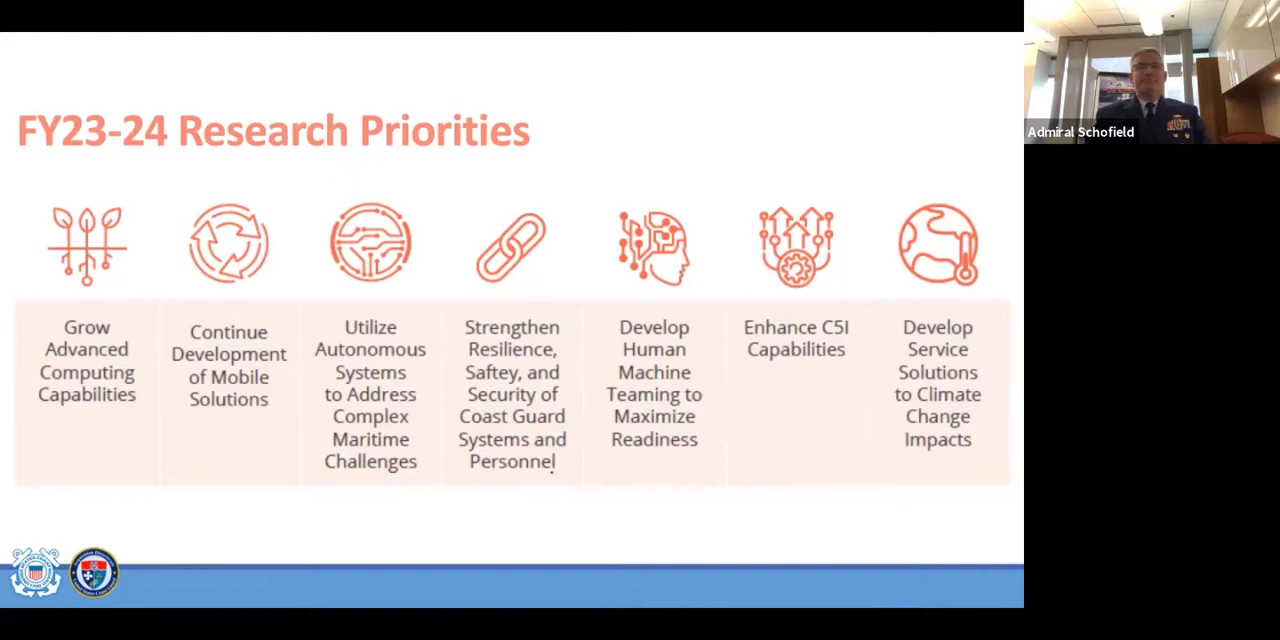 FY23-24 Research Priorities
Admiral Schofield
Grow
Advanced
Computing
Capabilities
Continue
Development
of Mobile
Solutions
Utilize
Autonomous
Systems
to Address
Complex
Maritime
Challenges
Strengthen
Resilience,
Saftey, and
Security of
Coast Guard
Systems and
Personnel
Develop
Human
Machine
Teaming to
Maximize
Readiness
Enhance C5I
Capabilities
Develop
Service
Solutions
to Climate
Change
Impacts